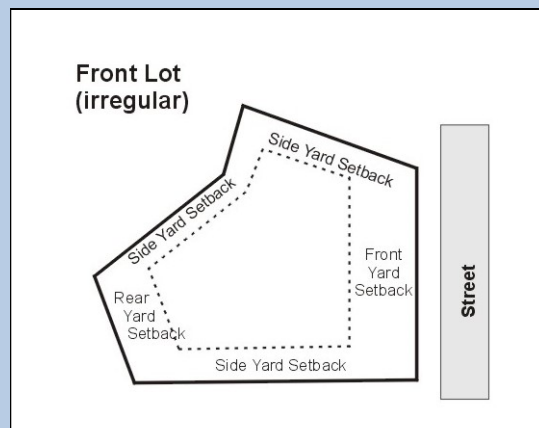 Front Lot
(irregular)
Side Yard Setback
Side Yard Setback
Front
Yard
Setback
Street
Rear
Yard
Setback
Side Yard Setback